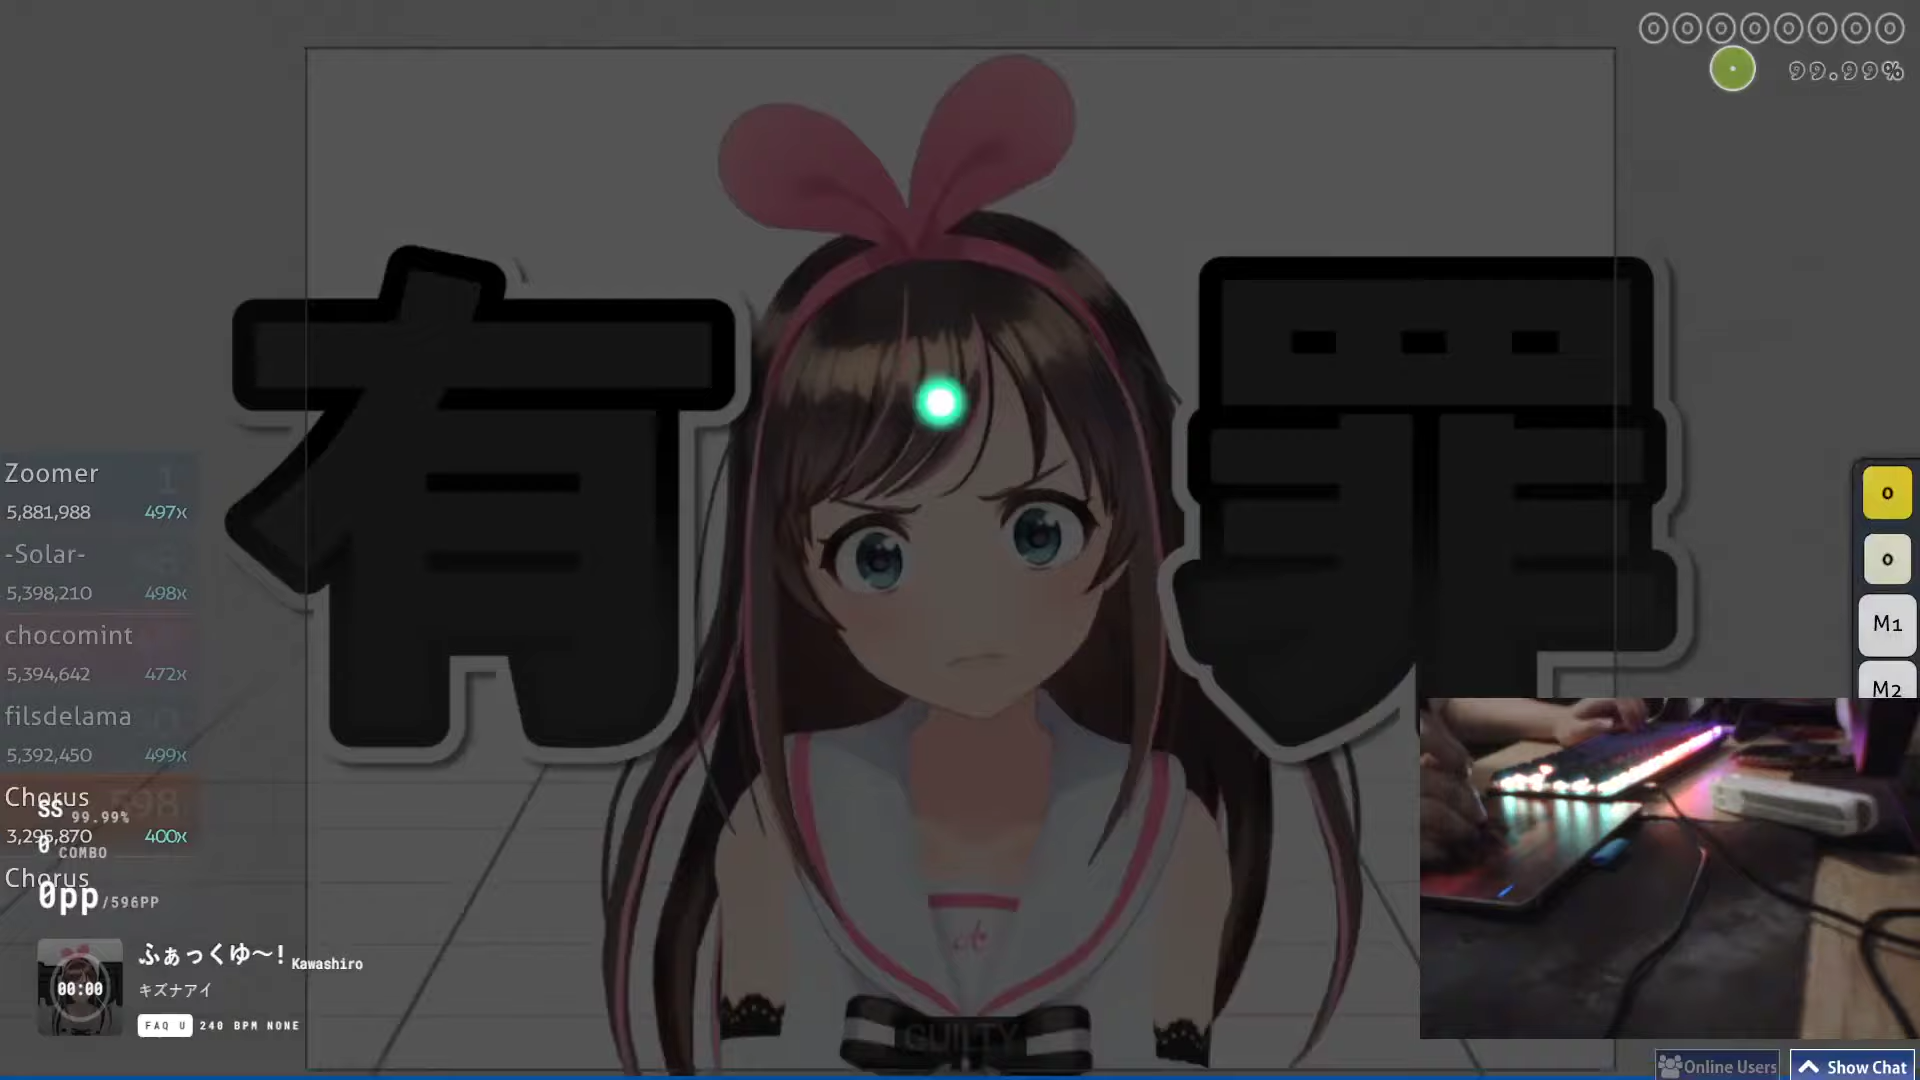 00000000
99.99%
有罪
Zoomer 1
5,881,988 497x
-Solar-
5,398,210 498x
chocomint
5,394,642 472x
filsdelama
5,392,450 499x
Chorus 598
SS 99.99%
3,295,870 400x
0 COMBO
Chorus
0pp/596PP
ふぁっくゆ〜! Kawashiro
00:00
キズナアイ
FAQ U 240 BPM NONE
GUILTY
0
0
M1
M2
Online Users
Show Chat